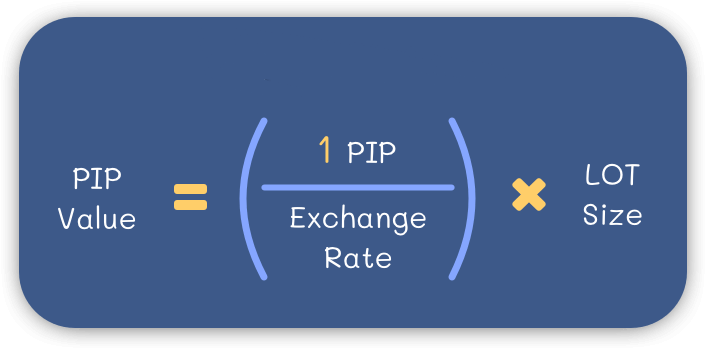 PIP
Value
=
1 PIP
Exchange
Rate
×
LOT
Size